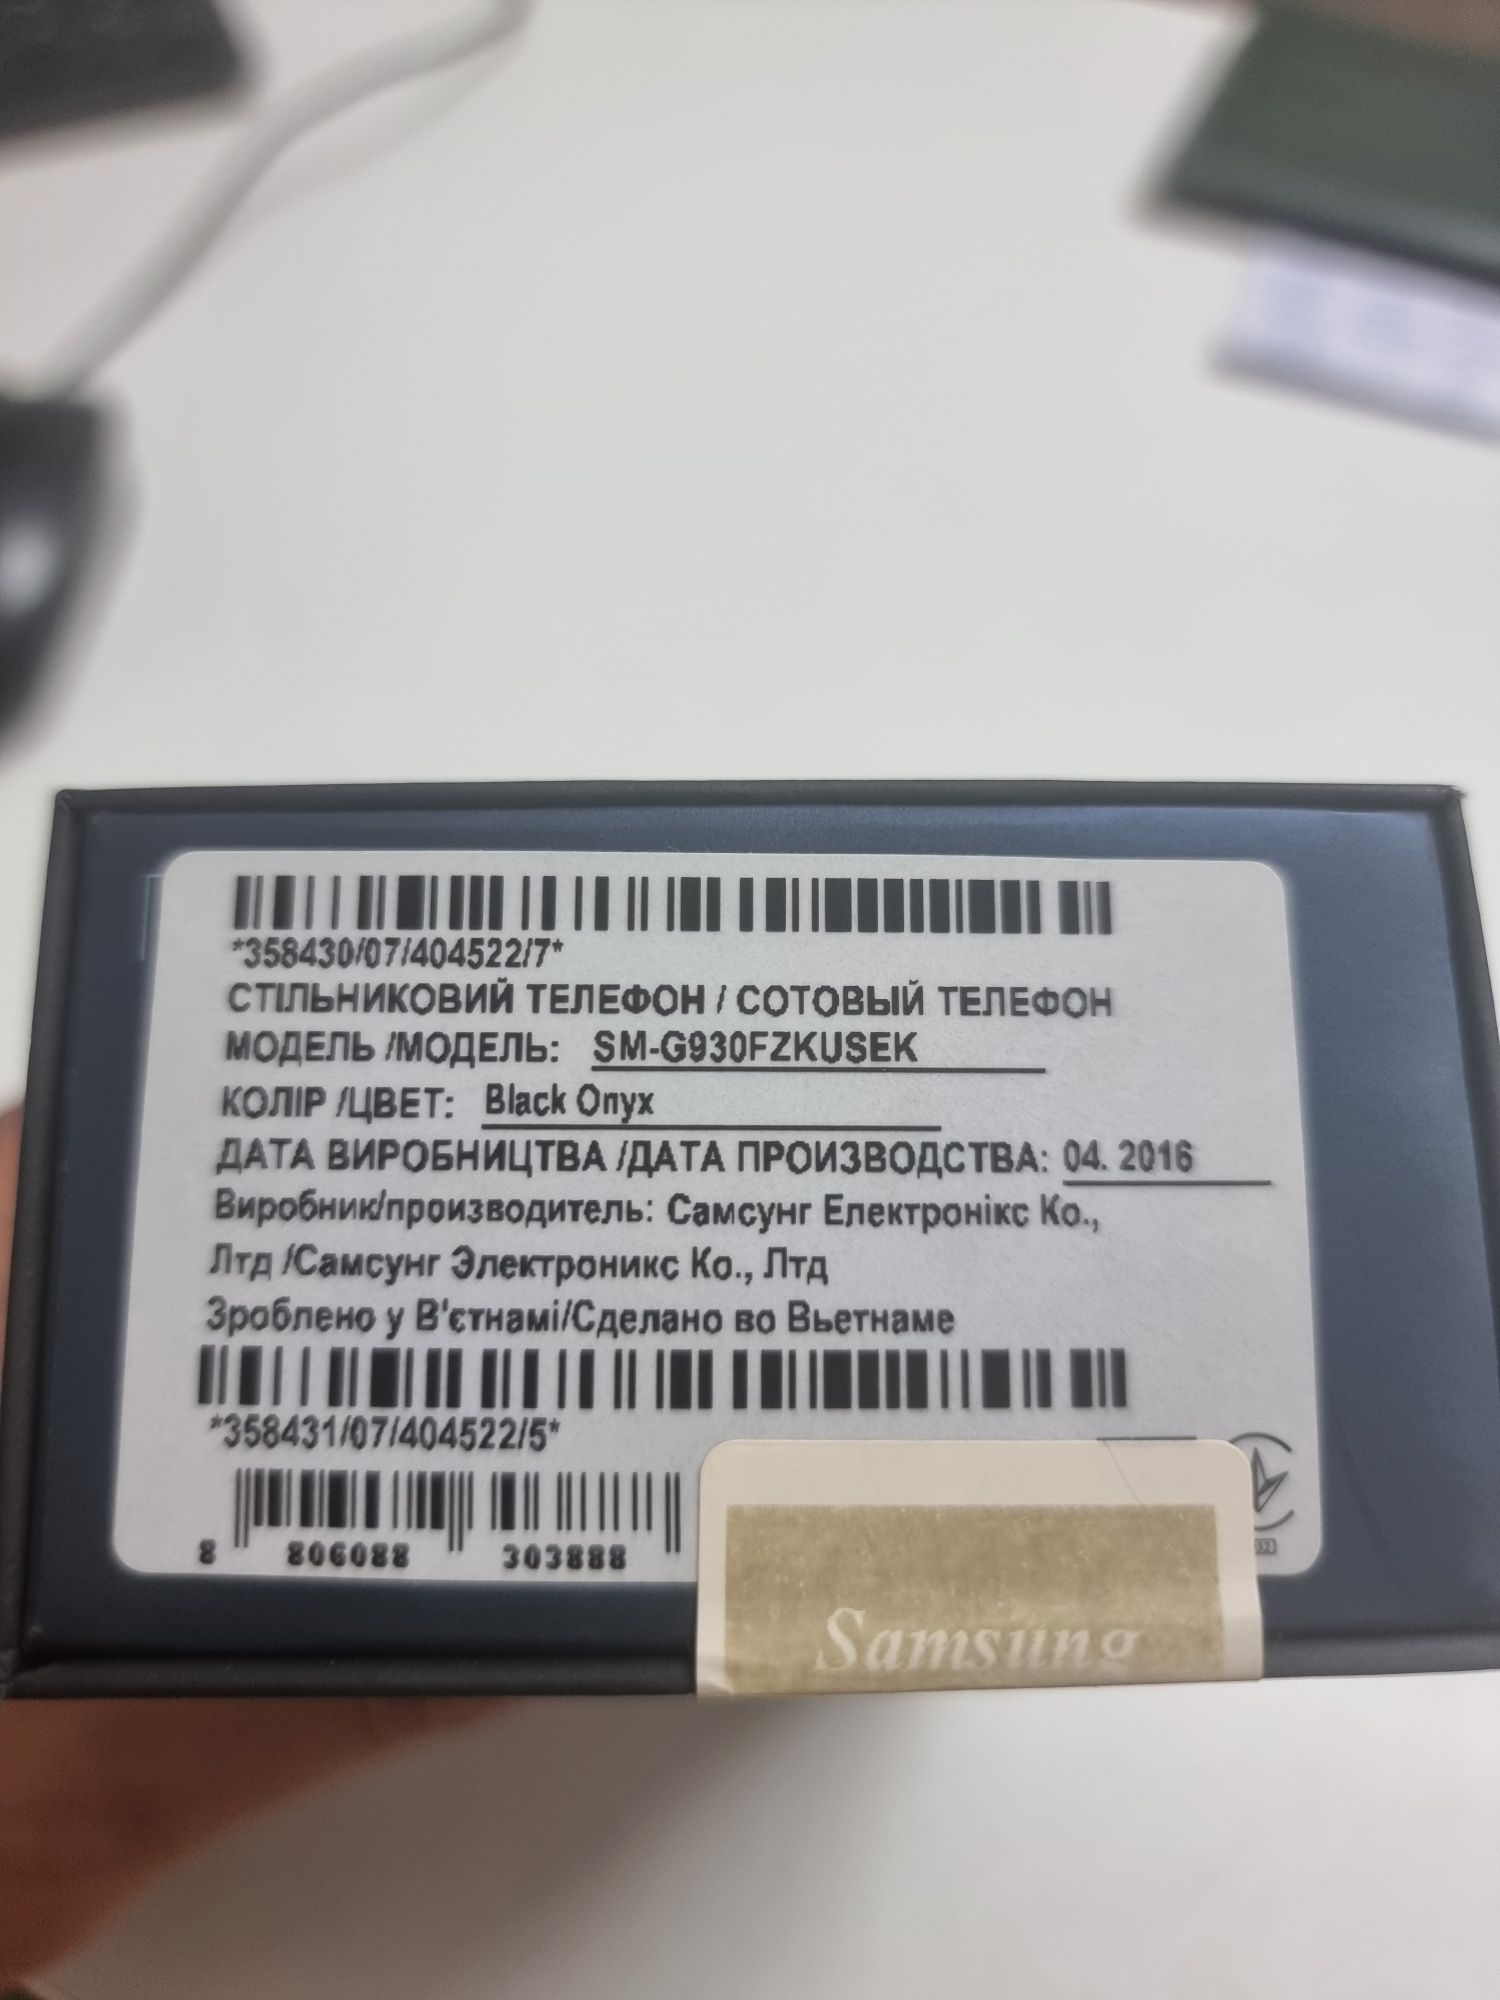 *358430/07/404522/7*
СТІЛЬНИКОВИЙ ТЕЛЕФОН / СОТОВЫЙ ТЕЛЕФОН
МОДЕЛЬ /МОДЕЛЬ: SM-G930FZKUSEK
КОЛІР /ЦВЕТ: Black Onyx
ДАТА ВИРОБНИЦТВА /ДАТА ПРОИЗВОДСТВА: 04. 2016
Виробник/производитель: Самсунг Електронікс Ко.,
Лтд /Самсунг Электроникс Ко., Лтд
Зроблено у В'єтнамі/Сделано во Вьетнаме
*358431/07/404522/5*
8 806088 303888
Samsung